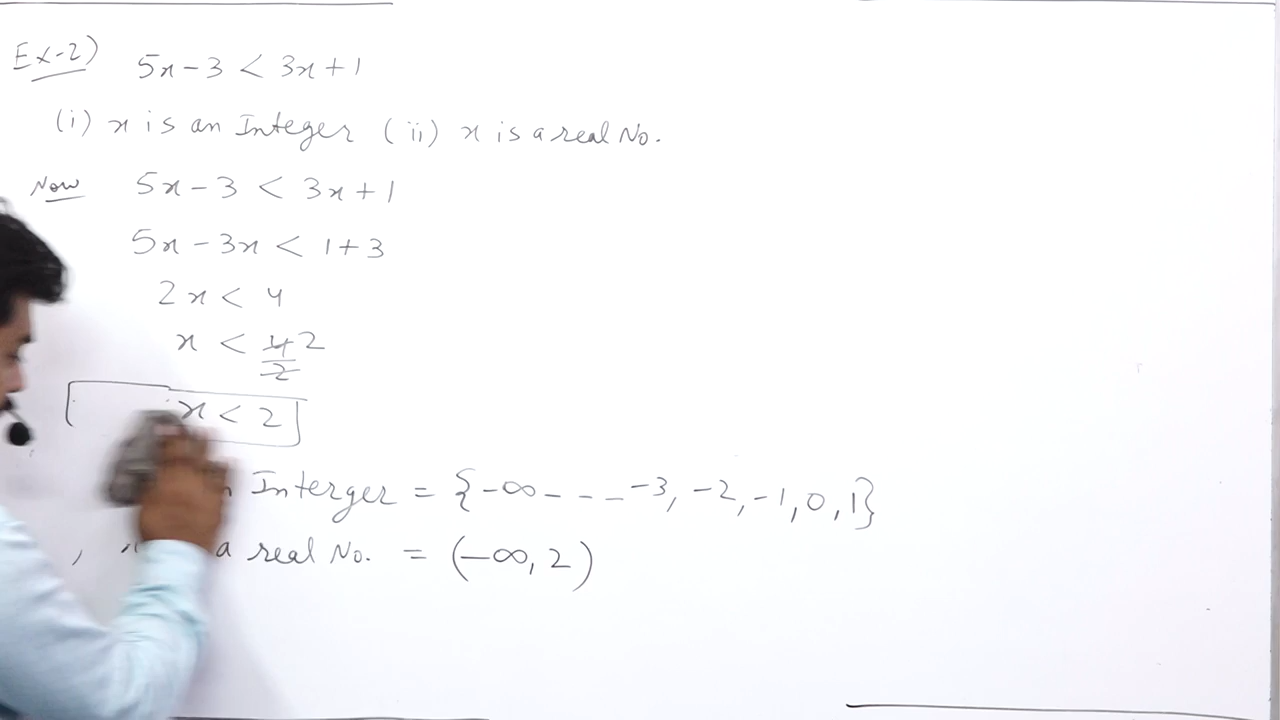 Ex-2) 5x-3 < 3x+1
(i) x is an Integer (ii) x is a real No.
Now 5x-3 < 3x+1
5x-3x < 1+3
2x < 4
x < 4/2 2
x < 2
Interger = {-∞- - - -3, -2, -1, 0, 1}
, a real No. = (-∞, 2)